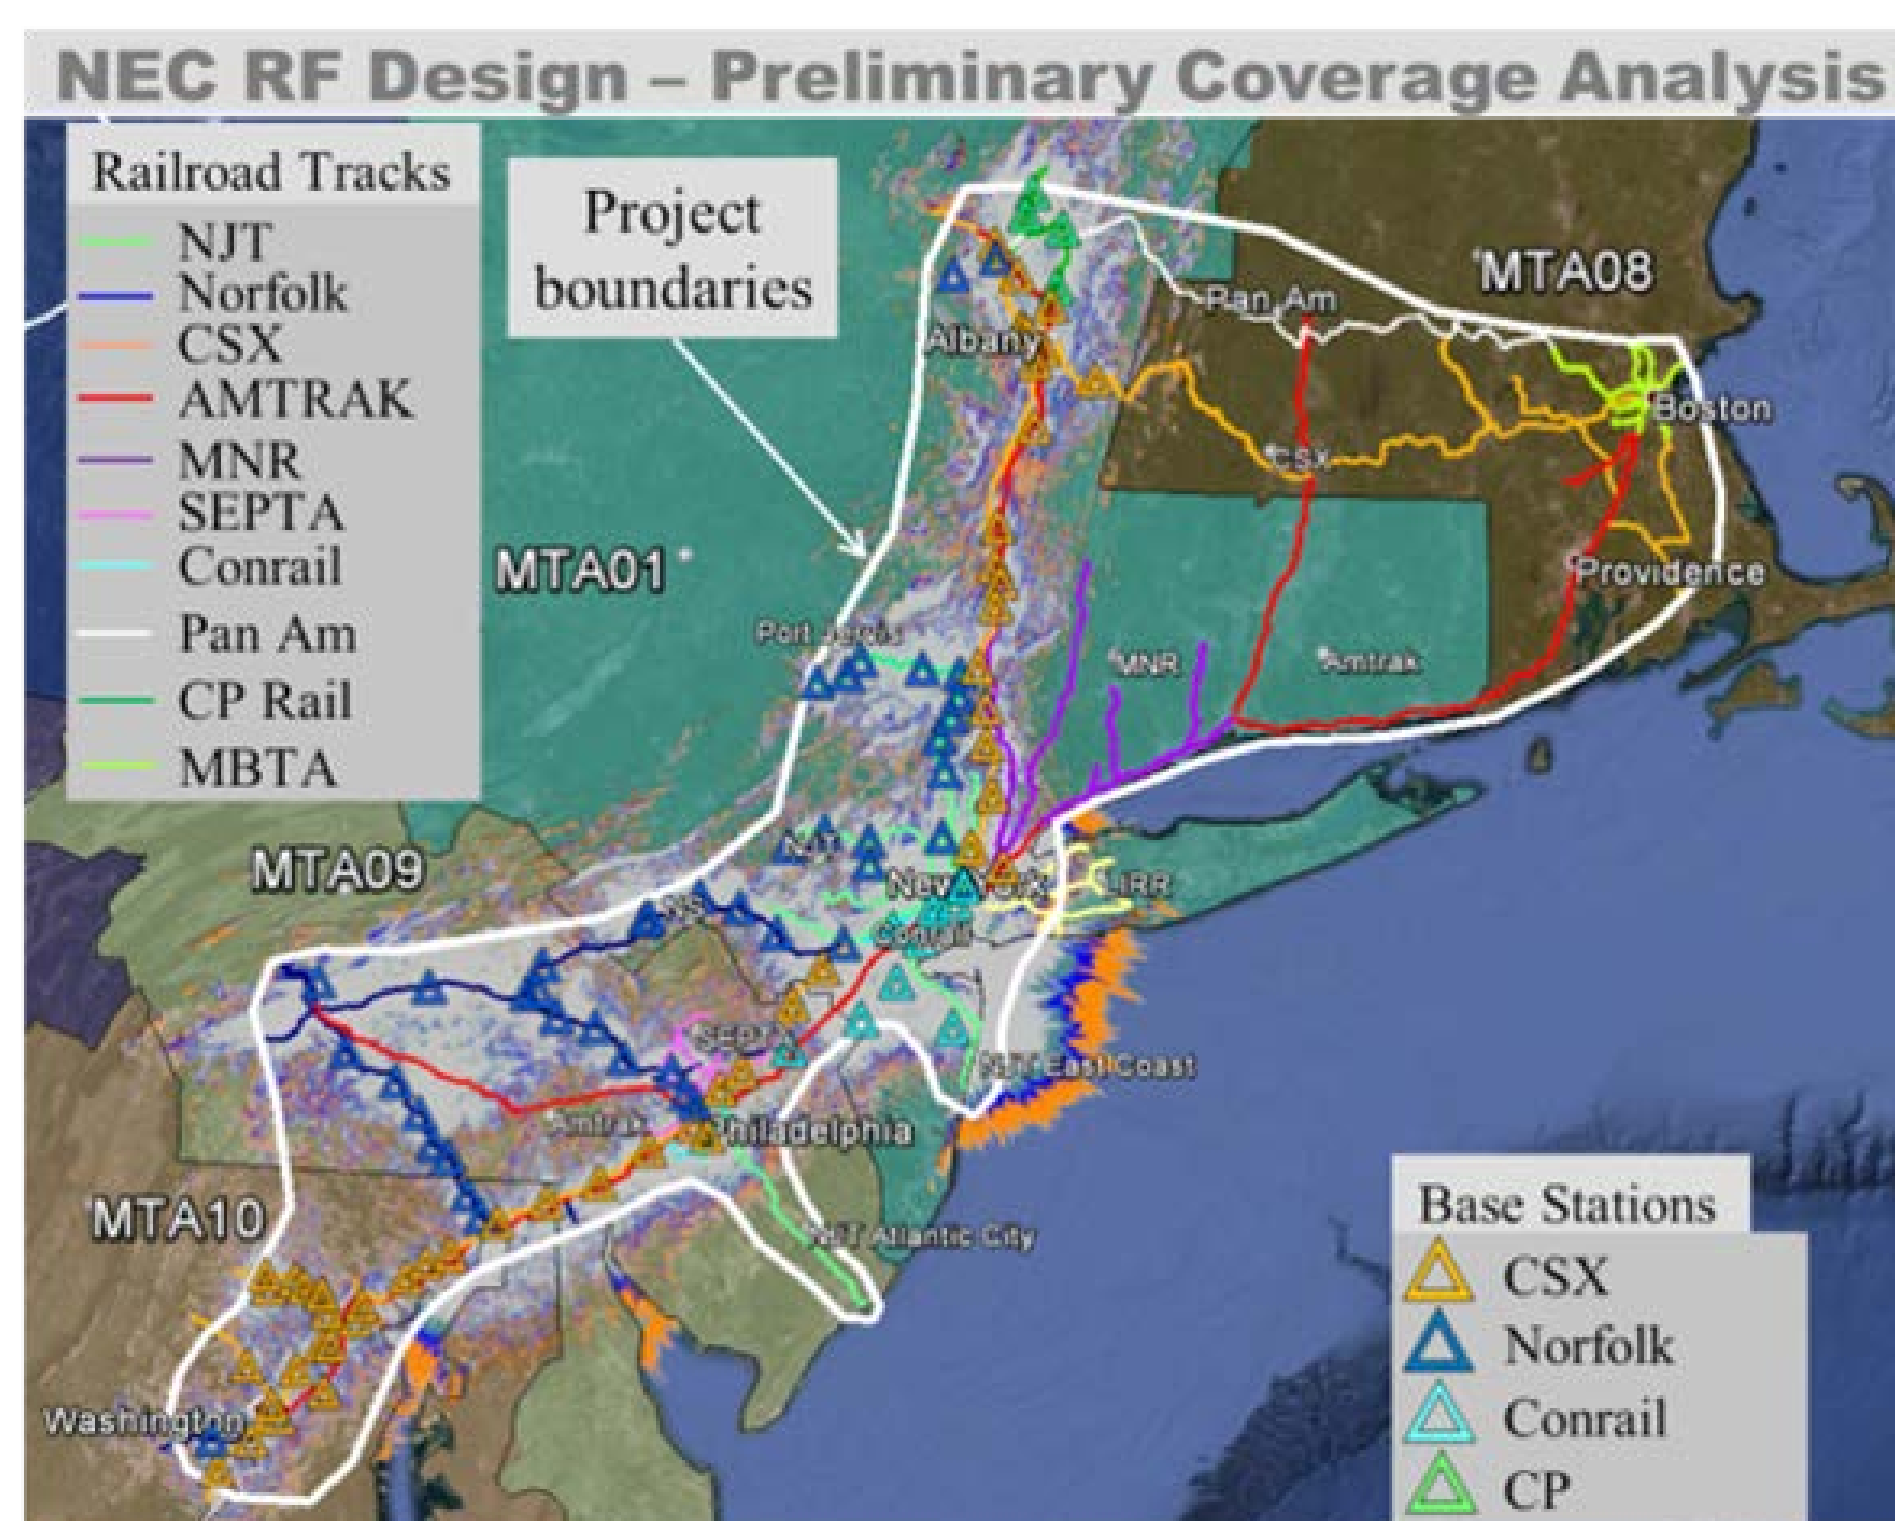 NEC RF Design – Preliminary Coverage Analysis
Railroad Tracks
NJT
Norfolk
CSX
AMTRAK
MNR
SEPTA
Conrail
Pan Am
CP Rail
MBTA
Project
boundaries
MTA08
Pan Am
Albany
Boston
CSX
MTA01
Providence
Port Jervis
MNR
Amtrak
MTA09
NJT
New York
LIRR
NS
Conrail
SEPTA
NJT East Coast
Amtrak
Philadelphia
MTA10
NJT Atlantic City
Washington
Base Stations
CSX
Norfolk
Conrail
CP